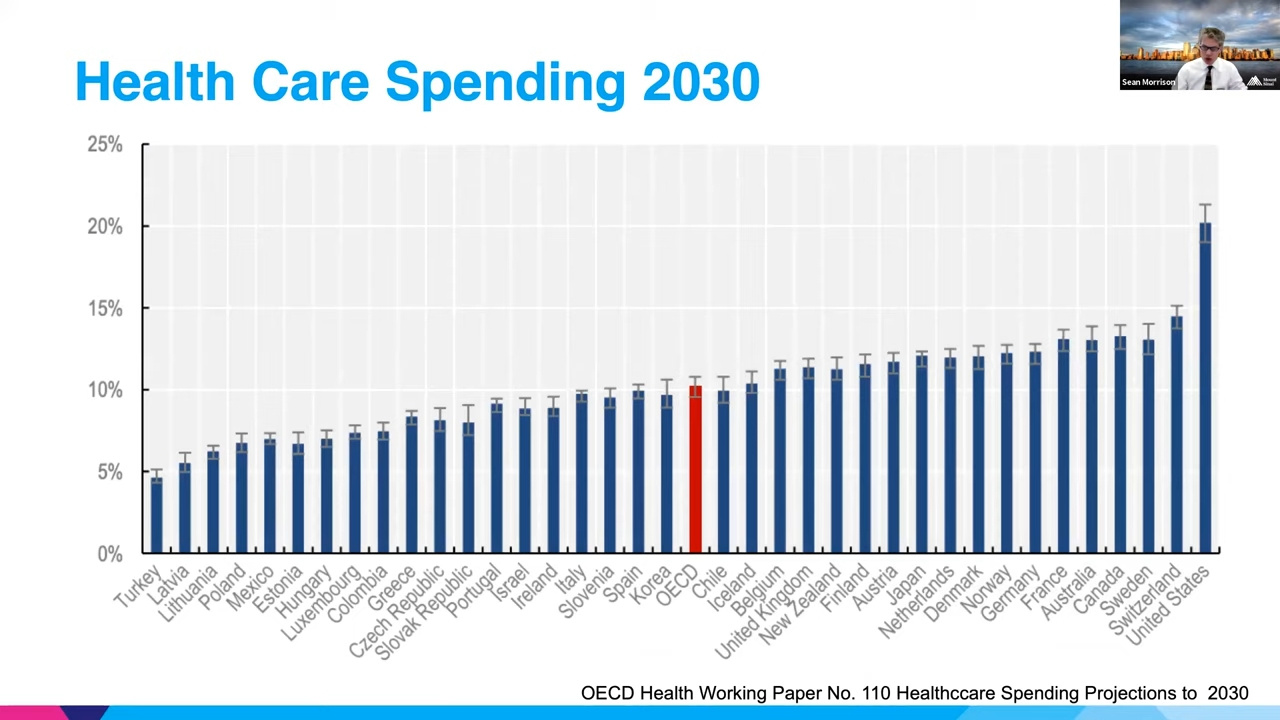 Health Care Spending 2030
Sean Morrison
Mount
Sinai
25%
20%
15%
10%
5%
0%
Turkey
Latvia
Lithuania
Poland
Mexico
Estonia
Hungary
Luxembourg
Colombia
Greece
Czech Republic
Slovak Republic
Portugal
Israel
Ireland
Italy
Slovenia
Spain
Korea
OECD
Chile
Iceland
Belgium
United Kingdom
New Zealand
Finland
Austria
Japan
Netherlands
Denmark
Norway
Germany
France
Australia
Canada
Sweden
Switzerland
United States
OECD Health Working Paper No. 110 Healthccare Spending Projections to 2030